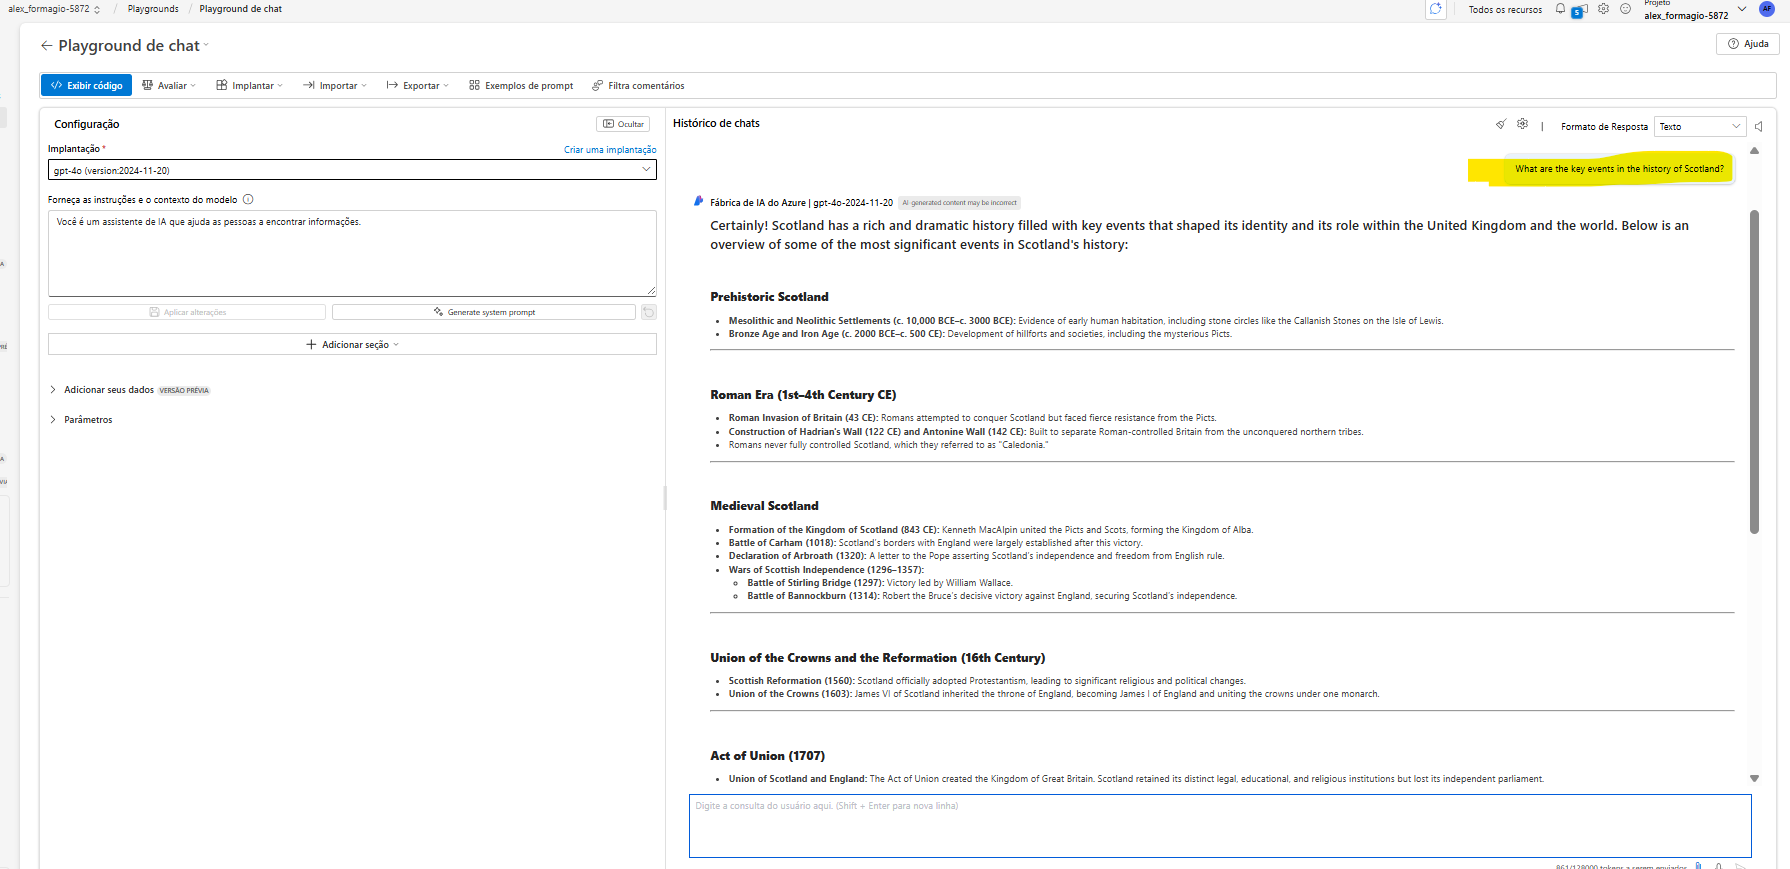 alex_formagio-5872 / Playgrounds / Playground de chat
Todos os recursos
5
Projeto
alex_formagio-5872
AF
Playground de chat
Ajuda
Exibir código
Avaliar
Implantar
Importar
Exportar
Exemplos de prompt
Filtra comentários
Configuração
Ocultar
Implantação *
Criar uma implantação
gpt-4o (version:2024-11-20)
Forneça as instruções e o contexto do modelo
Você é um assistente de IA que ajuda as pessoas a encontrar informações.
Aplicar alterações
Generate system prompt
Adicionar seção
Adicionar seus dados VERSÃO PRÉVIA
Parâmetros
Histórico de chats
Formato de Resposta
Texto
What are the key events in the history of Scotland?
Fábrica de IA do Azure | gpt-4o-2024-11-20
AI-generated content may be incorrect
Certainly! Scotland has a rich and dramatic history filled with key events that shaped its identity and its role within the United Kingdom and the world. Below is an
overview of some of the most significant events in Scotland's history:
Prehistoric Scotland
• Mesolithic and Neolithic Settlements (c. 10,000 BCE–c. 3000 BCE): Evidence of early human habitation, including stone circles like the Callanish Stones on the Isle of Lewis.
• Bronze Age and Iron Age (c. 2000 BCE–c. 500 CE): Development of hillforts and societies, including the mysterious Picts.
Roman Era (1st–4th Century CE)
• Roman Invasion of Britain (43 CE): Romans attempted to conquer Scotland but faced fierce resistance from the Picts.
• Construction of Hadrian's Wall (122 CE) and Antonine Wall (142 CE): Built to separate Roman-controlled Britain from the unconquered northern tribes.
• Romans never fully controlled Scotland, which they referred to as "Caledonia."
Medieval Scotland
• Formation of the Kingdom of Scotland (843 CE): Kenneth MacAlpin united the Picts and Scots, forming the Kingdom of Alba.
• Battle of Carham (1018): Scotland's borders with England were largely established after this victory.
• Declaration of Arbroath (1320): A letter to the Pope asserting Scotland's independence and freedom from English rule.
• Wars of Scottish Independence (1296–1357):
○ Battle of Stirling Bridge (1297): Victory led by William Wallace.
○ Battle of Bannockburn (1314): Robert the Bruce's decisive victory against England, securing Scotland's independence.
Union of the Crowns and the Reformation (16th Century)
• Scottish Reformation (1560): Scotland officially adopted Protestantism, leading to significant religious and political changes.
• Union of the Crowns (1603): James VI of Scotland inherited the throne of England, becoming James I of England and uniting the crowns under one monarch.
Act of Union (1707)
• Union of Scotland and England: The Act of Union created the Kingdom of Great Britain. Scotland retained its distinct legal, educational, and religious institutions but lost its independent parliament.
Digite a consulta do usuário aqui. (Shift + Enter para nova linha)
861/128000 tokens a serem enviados